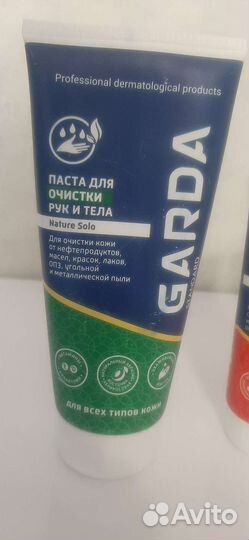 Professional dermatological products
ПАСТА ДЛЯ
ОЧИСТКИ
РУК И ТЕЛА
Nature Solo
Для очистки кожи
от нефтепродуктов,
масел, красок, лаков,
ОПЗ, угольной
и металлической пыли
GARDA
для всех типов кожи
Avito